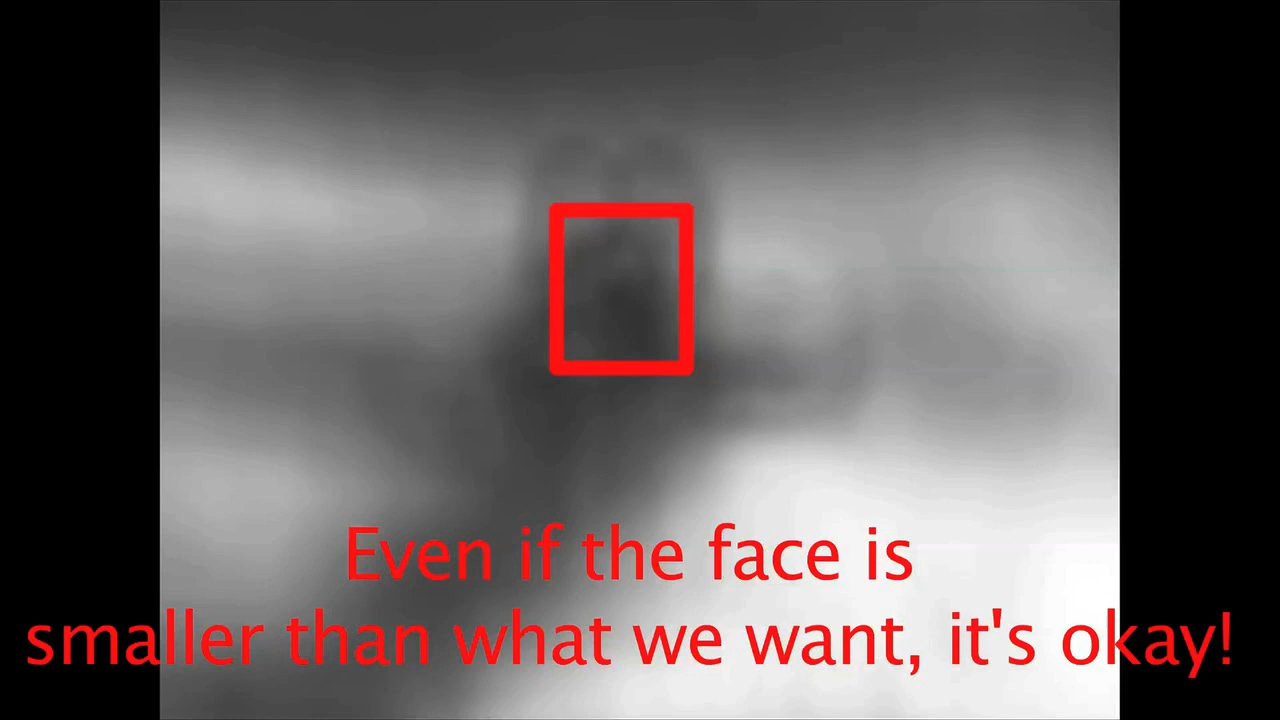 Even if the face is
smaller than what we want, it's okay!